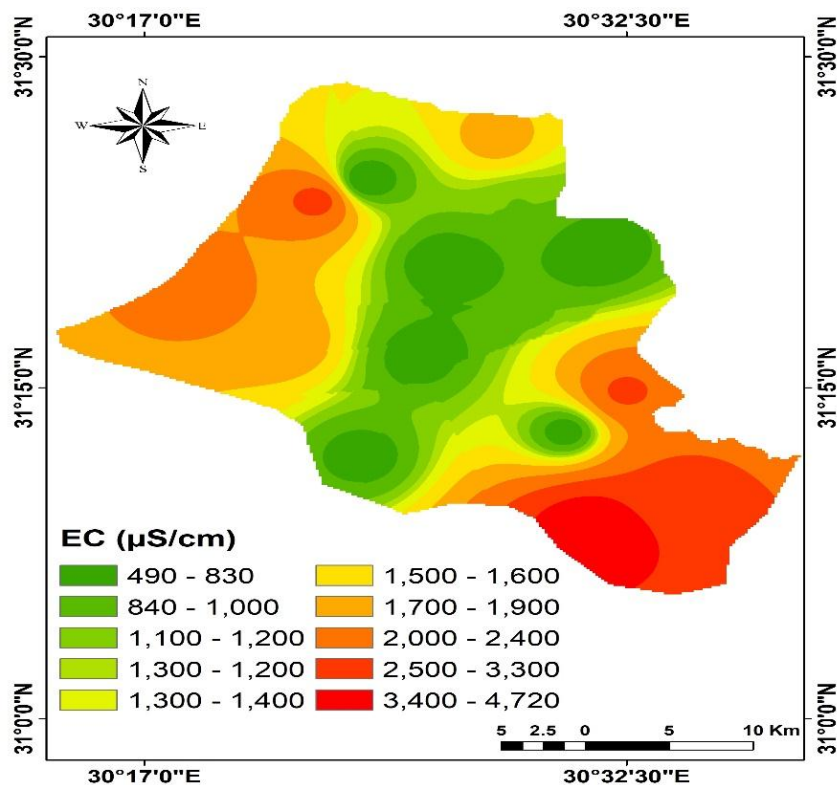 30°17'0"E 30°32'30"E
31°30'0"N 31°30'0"N
N
W E
S
31°15'0"N 31°15'0"N
EC (µS/cm)
490 - 830 1,500 - 1,600
840 - 1,000 1,700 - 1,900
1,100 - 1,200 2,000 - 2,400
1,300 - 1,200 2,500 - 3,300
1,300 - 1,400 3,400 - 4,720
31°0'0"N 31°0'0"N
5 2.5 0 5 10 Km
30°17'0"E 30°32'30"E